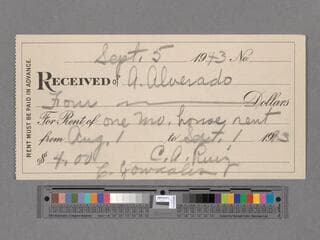 Sept. 5 1943 No
RECEIVED of A. Alverado
Four Dollars
For Rent of one mo. house rent
from Aug. 1 to Sept. 1 1943
$ 4.00 C. A. Ruiz
RENT MUST BE PAID IN ADVANCE.